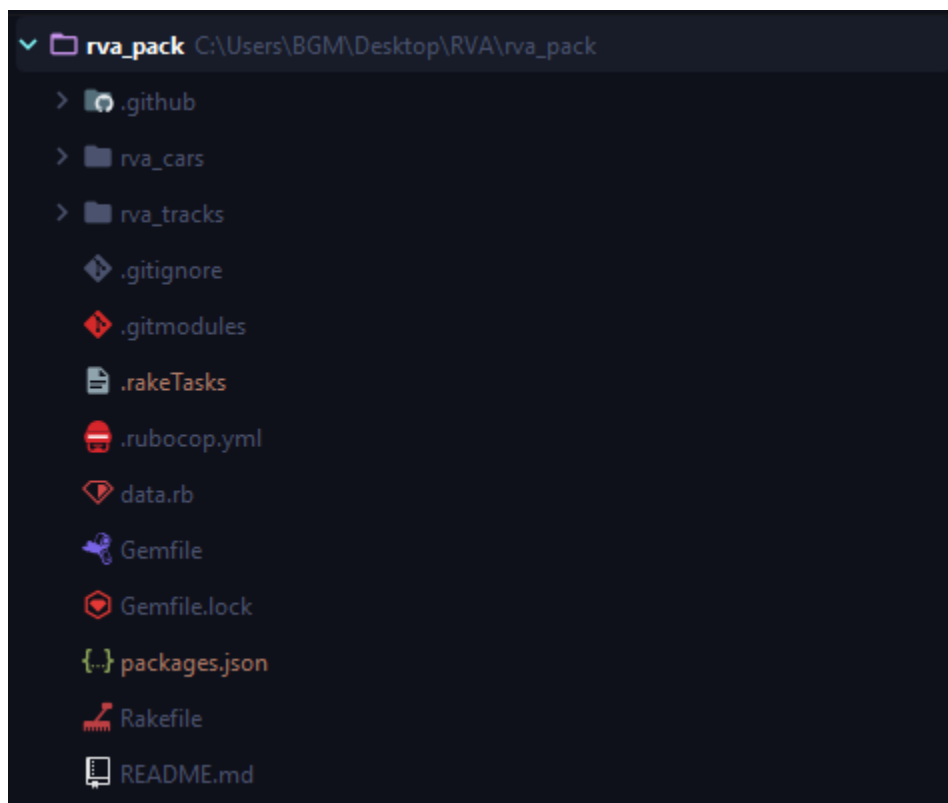 rva_pack C:\Users\BGM\Desktop\RVA\rva_pack
.github
rva_cars
rva_tracks
.gitignore
.gitmodules
.rakeTasks
.rubocop.yml
data.rb
Gemfile
Gemfile.lock
packages.json
Rakefile
README.md